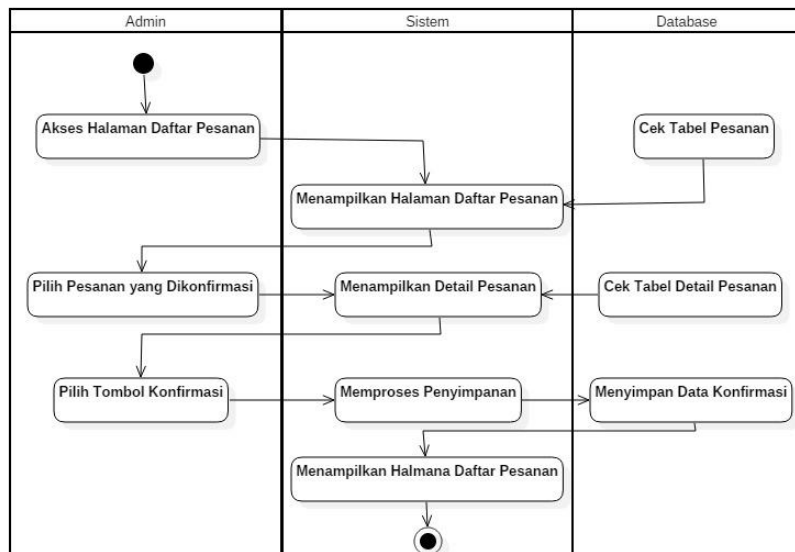 Admin
Sistem
Database
Akses Halaman Daftar Pesanan
Cek Tabel Pesanan
Menampilkan Halaman Daftar Pesanan
Pilih Pesanan yang Dikonfirmasi
Menampilkan Detail Pesanan
Cek Tabel Detail Pesanan
Pilih Tombol Konfirmasi
Memproses Penyimpanan
Menyimpan Data Konfirmasi
Menampilkan Halmana Daftar Pesanan